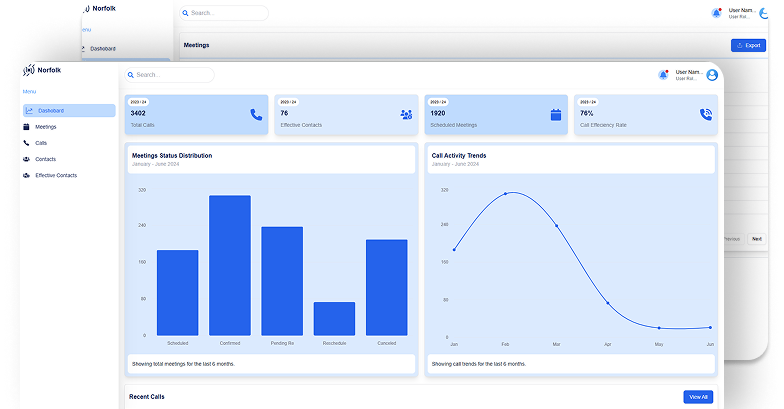 Norfolk
Search...
User Nam...
User Rol...
enu
Dashboard
Meetings
Export
Previous
Next
Norfolk
Search...
User Nam...
User Rol...
Menu
Dashboard
Meetings
Calls
Contacts
Effective Contacts
2023 / 24
3402
Total Calls
2023 / 24
76
Effective Contacts
2023 / 24
1920
Scheduled Meetings
2023 / 24
76%
Call Effeciency Rate
Meetings Status Distribution
January - June 2024
320
240
160
80
0
Scheduled
Confirmed
Pending Re
Reschedule
Canceled
Showing total meetings for the last 6 months.
Call Activity Trends
January - June 2024
320
240
160
80
0
Jan
Feb
Mar
Apr
May
Jun
Showing call trends for the last 6 months.
Recent Calls
View All